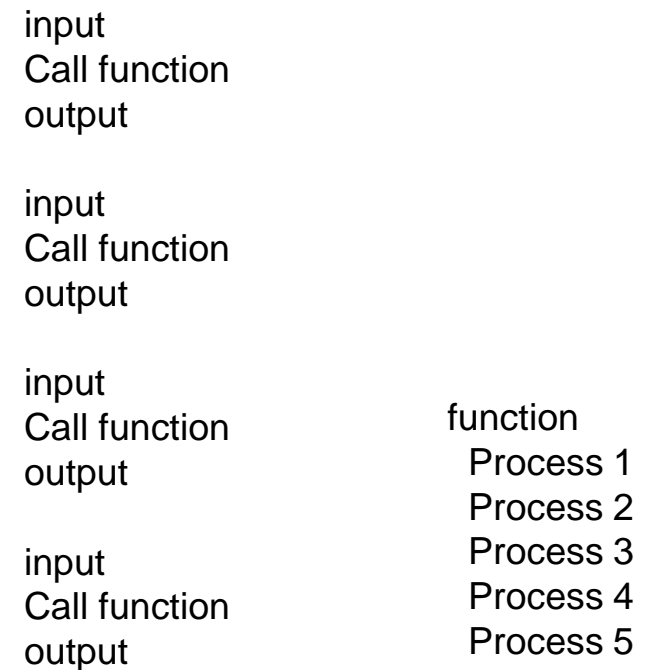 input
Call function
output
input
Call function
output
input
Call function
output
input
Call function
output
function
Process 1
Process 2
Process 3
Process 4
Process 5